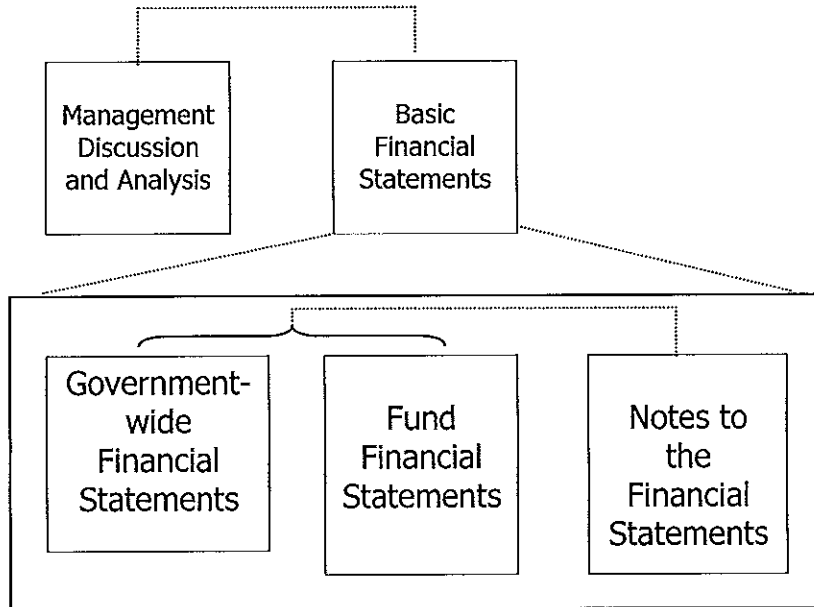 Management
Discussion
and Analysis
Basic
Financial
Statements
Government-
wide
Financial
Statements
Fund
Financial
Statements
Notes to
the
Financial
Statements